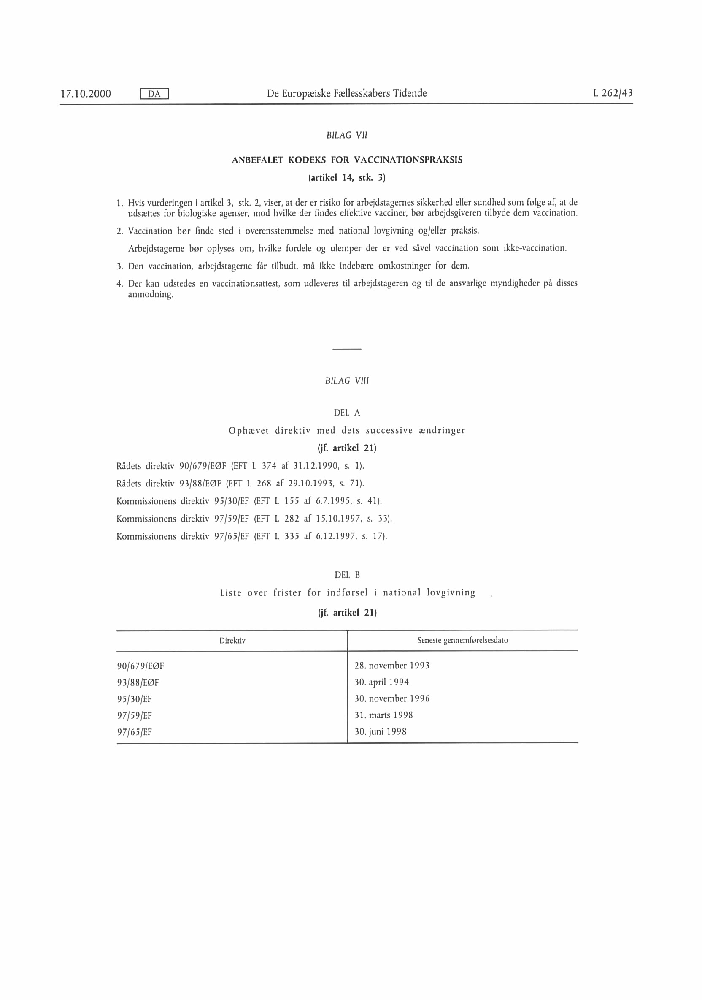 17.10.2000 DA De Europæiske Fællesskabers Tidende L 262/43
BILAG VII
ANBEFALET KODEKS FOR VACCINATIONSPRAKSIS
(artikel 14, stk. 3)
1. Hvis vurderingen i artikel 3, stk. 2, viser, at der er risiko for arbejdstagernes sikkerhed eller sundhed som følge af, at de
udsættes for biologiske agenser, mod hvilke der findes effektive vacciner, bør arbejdsgiveren tilbyde dem vaccination.
2. Vaccination bør finde sted i overensstemmelse med national lovgivning og/eller praksis.
Arbejdstagerne bør oplyses om, hvilke fordele og ulemper der er ved såvel vaccination som ikke-vaccination.
3. Den vaccination, arbejdstagerne får tilbudt, må ikke indebære omkostninger for dem.
4. Der kan udstedes en vaccinationsattest, som udleveres til arbejdstageren og til de ansvarlige myndigheder på disses
anmodning.
BILAG VIII
DEL A
Ophævet direktiv med dets successive ændringer
(jf. artikel 21)
Rådets direktiv 90/679/EØF (EFT L 374 af 31.12.1990, s. 1).
Rådets direktiv 93/88/EØF (EFT L 268 af 29.10.1993, s. 71).
Kommissionens direktiv 95/30/EF (EFT L 155 af 6.7.1995, s. 41).
Kommissionens direktiv 97/59/EF (EFT L 282 af 15.10.1997, s. 33).
Kommissionens direktiv 97/65/EF (EFT L 335 af 6.12.1997, s. 17).
DEL B
Liste over frister for indførsel i national lovgivning
(jf. artikel 21)
Direktiv Seneste gennemførelsesdato
90/679/EØF 28. november 1993
93/88/EØF 30. april 1994
95/30/EF 30. november 1996
97/59/EF 31. marts 1998
97/65/EF 30. juni 1998